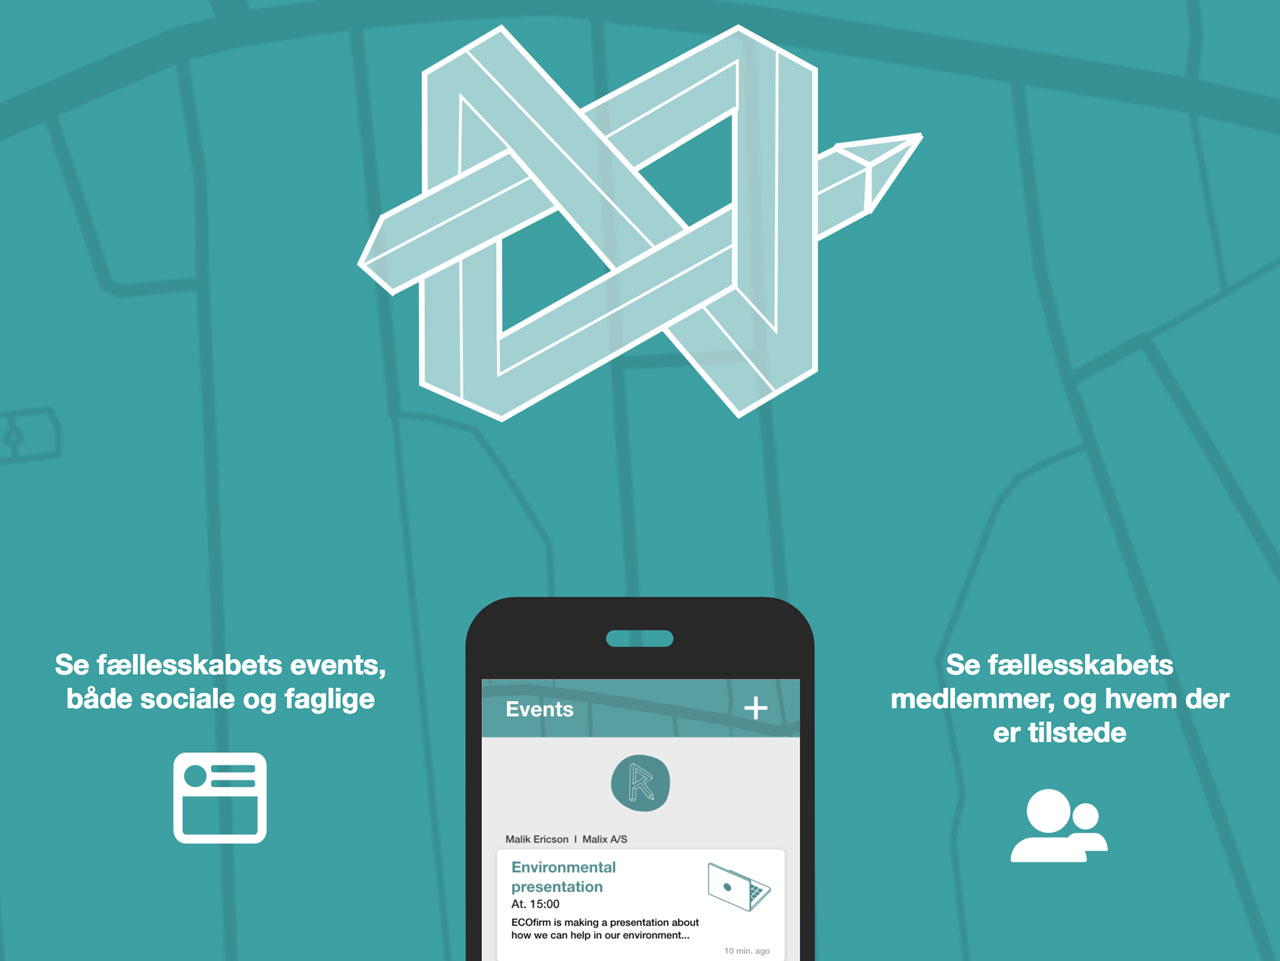 Se fællesskabets events,
både sociale og faglige
Se fællesskabets
medlemmer, og hvem der
er tilstede
Events
Malik Ericson I Malix A/S
Environmental
presentation
At. 15:00
ECOfirm is making a presentation about
how we can help in our environment...
10 min. ago